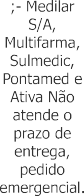 ;- Medilar
S/A,
Multifarma,
Sulmedic,
Pontamed e
Ativa Não
atende o
prazo de
entrega,
pedido
emergencial.